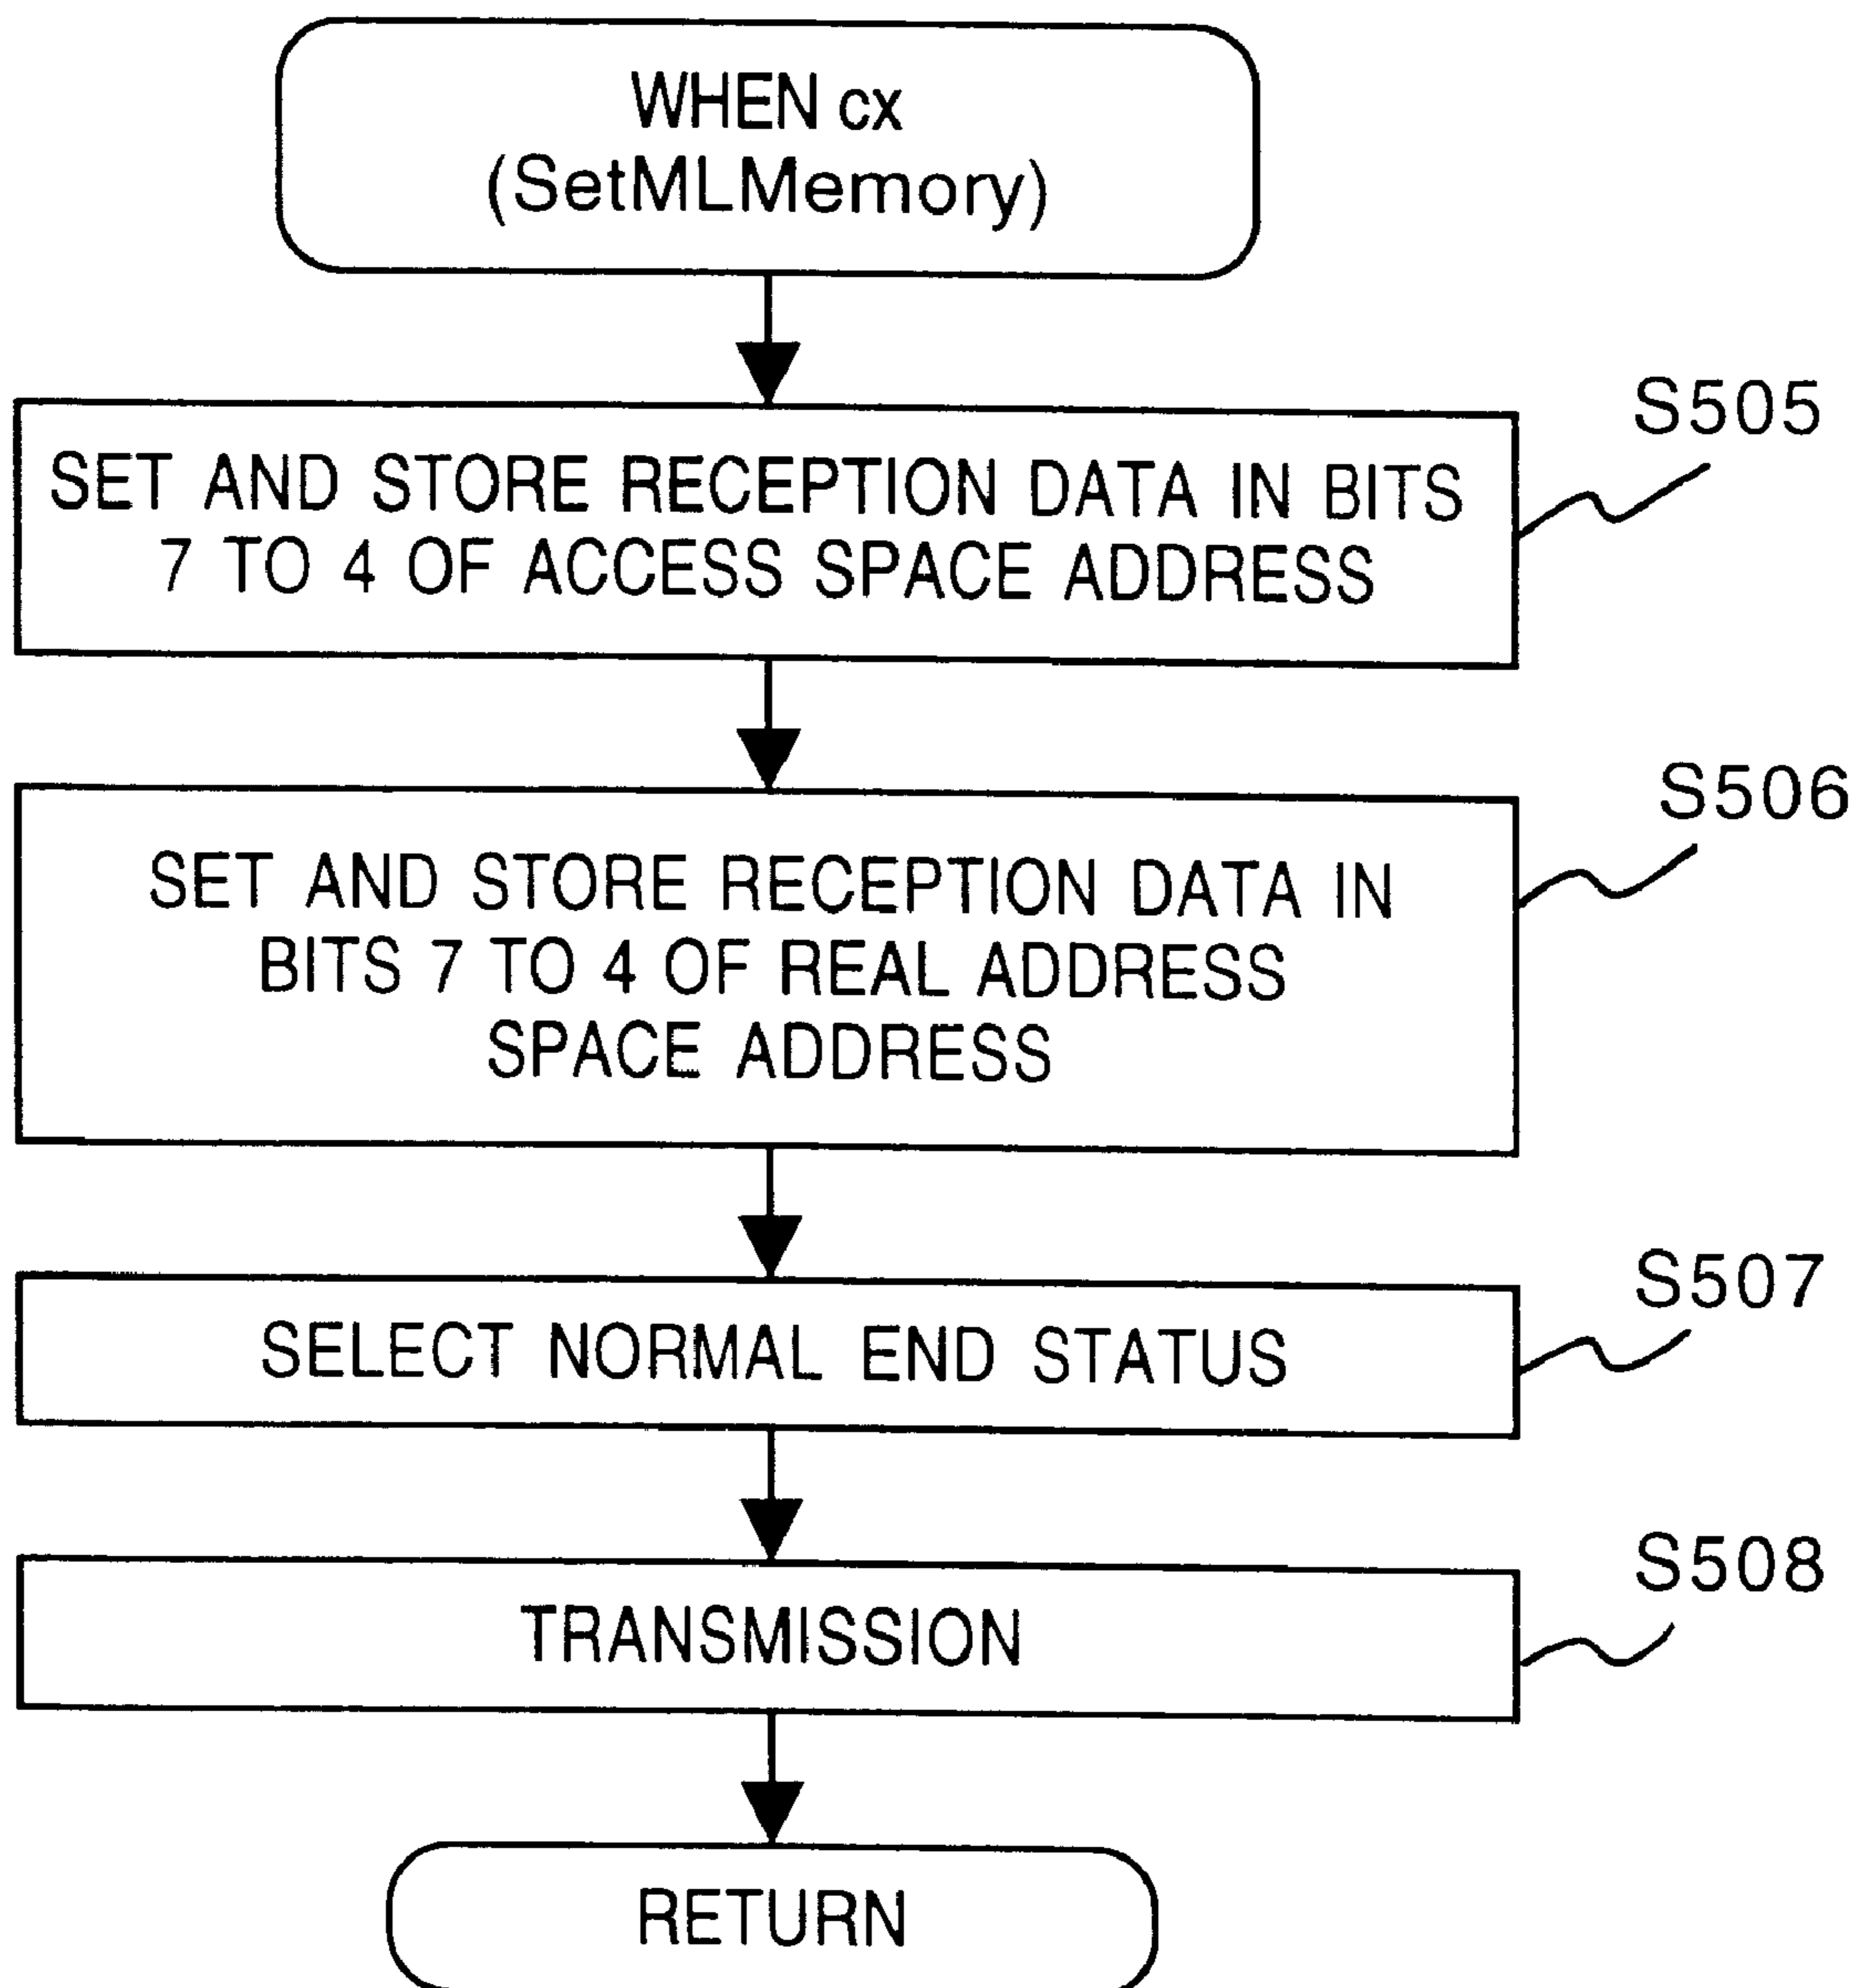 WHEN cx
(SetMLMemory)
S505
SET AND STORE RECEPTION DATA IN BITS
7 TO 4 OF ACCESS SPACE ADDRESS
S506
SET AND STORE RECEPTION DATA IN
BITS 7 TO 4 OF REAL ADDRESS
SPACE ADDRESS
S507
SELECT NORMAL END STATUS
S508
TRANSMISSION
RETURN